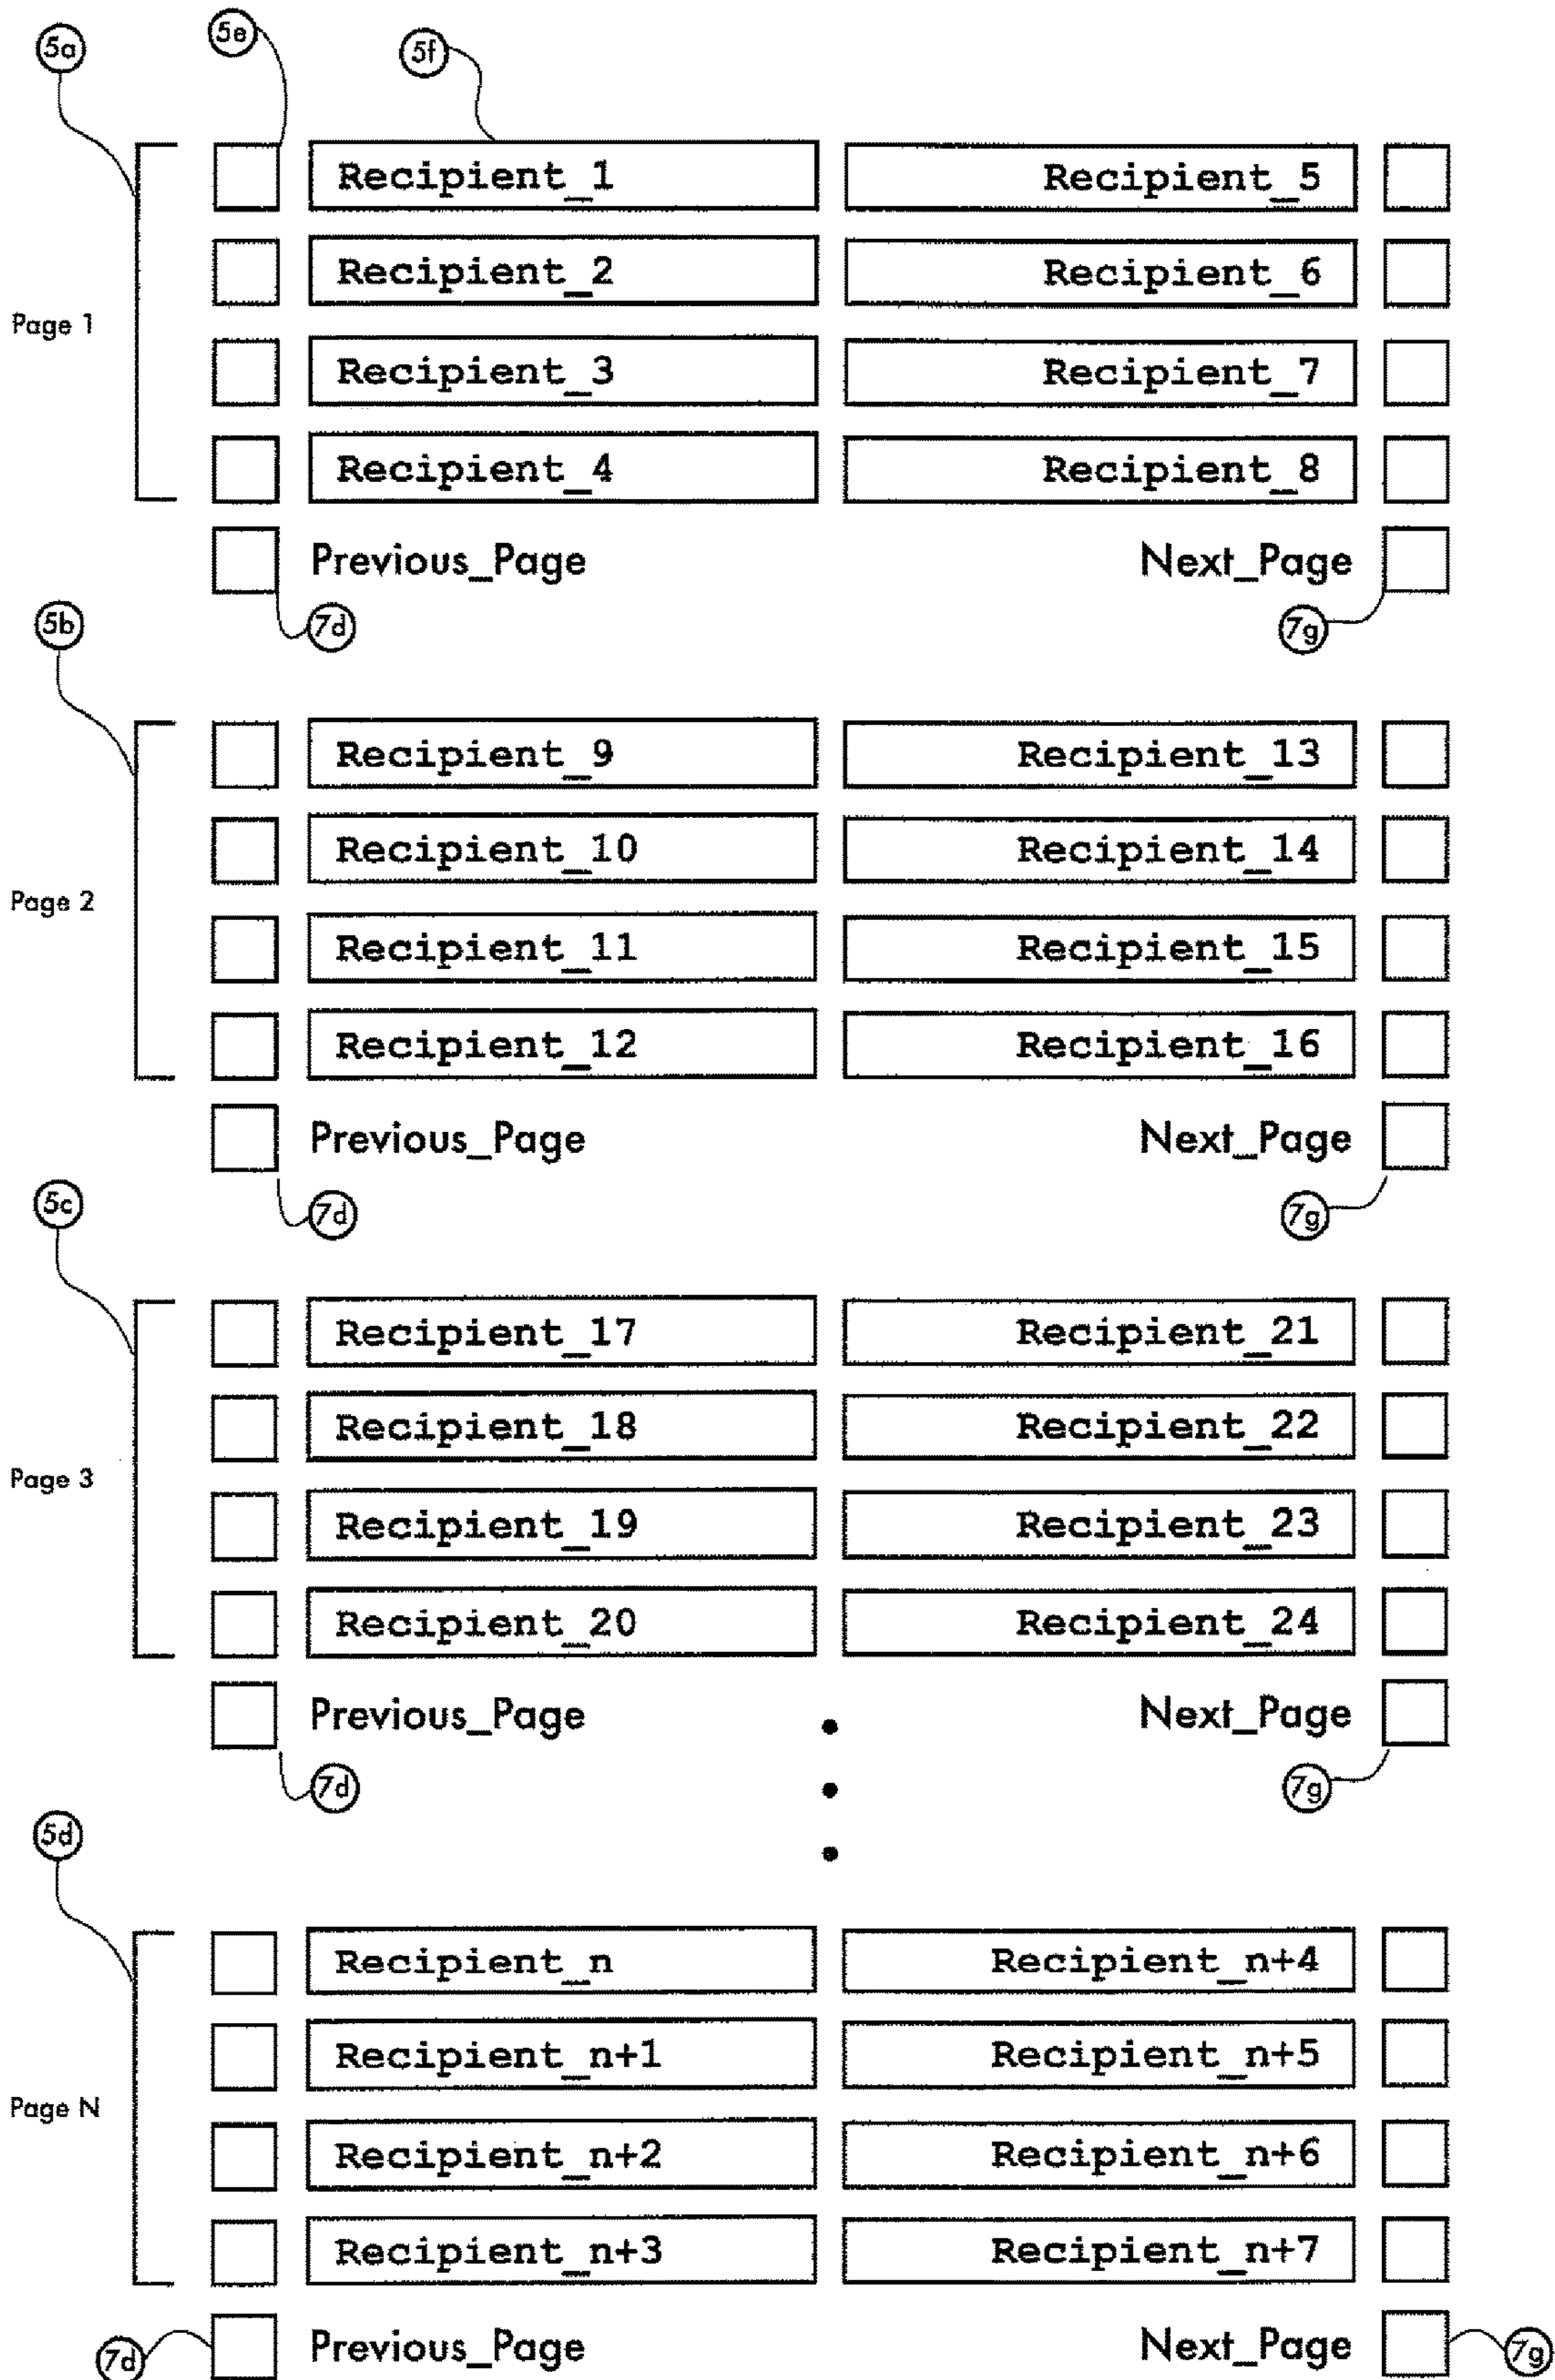 5a 5e 5f
Recipient_1 Recipient_5
Recipient_2 Recipient_6
Page 1
Recipient_3 Recipient_7
Recipient_4 Recipient_8
Previous_Page Next_Page
5b 7d 7g
Recipient_9 Recipient_13
Recipient_10 Recipient_14
Page 2
Recipient_11 Recipient_15
Recipient_12 Recipient_16
Previous_Page Next_Page
5c 7d 7g
Recipient_17 Recipient_21
Recipient_18 Recipient_22
Page 3
Recipient_19 Recipient_23
Recipient_20 Recipient_24
Previous_Page Next_Page
7d 7g
5d
Recipient_n Recipient_n+4
Recipient_n+1 Recipient_n+5
Page N
Recipient_n+2 Recipient_n+6
Recipient_n+3 Recipient_n+7
7d Previous_Page Next_Page 7g